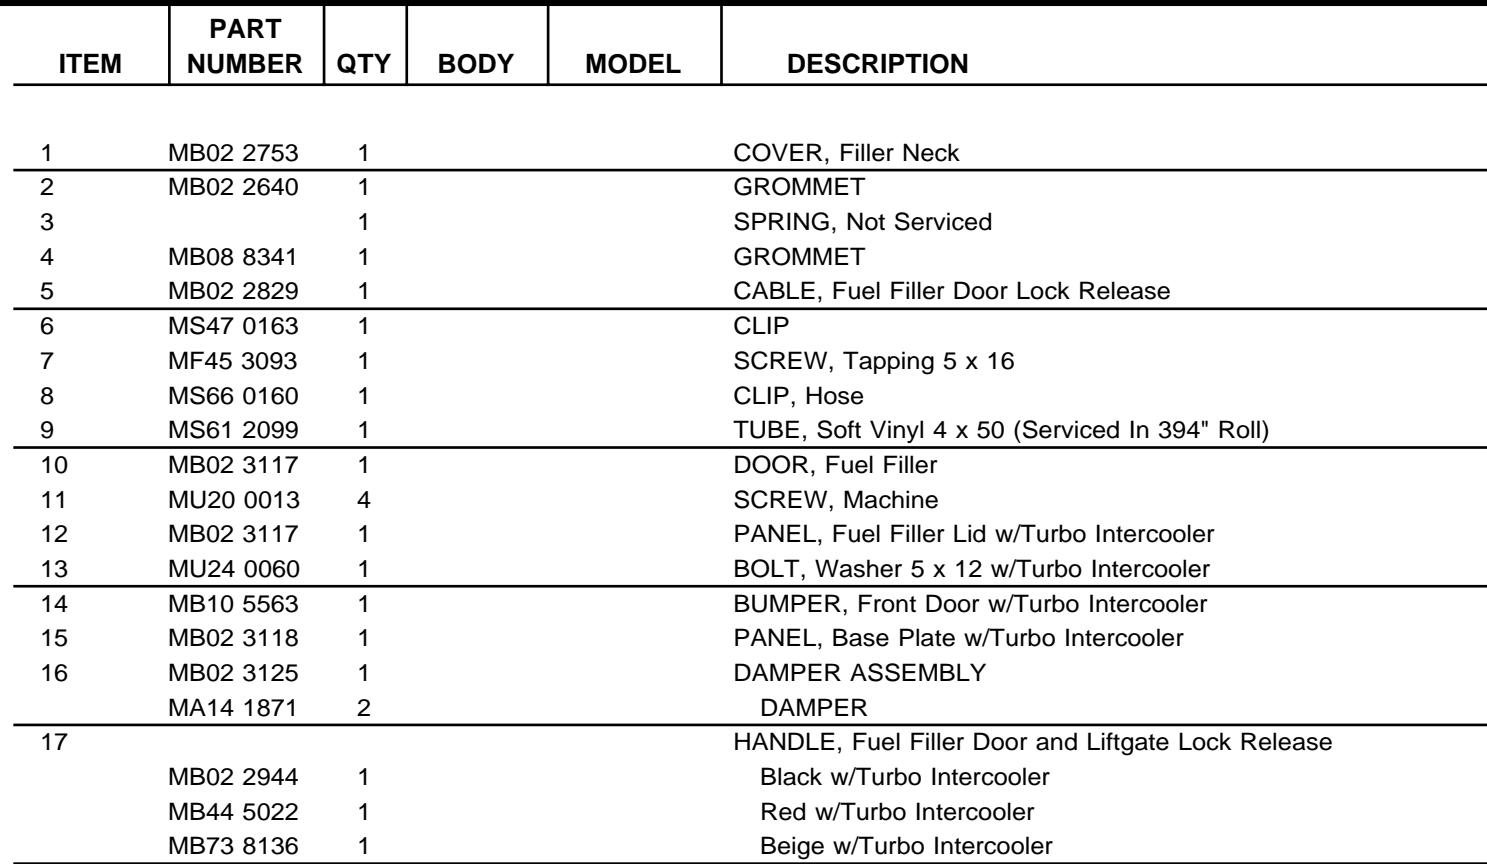 PART
ITEM NUMBER QTY BODY MODEL DESCRIPTION
1 MB02 2753 1 COVER, Filler Neck
2 MB02 2640 1 GROMMET
3 1 SPRING, Not Serviced
4 MB08 8341 1 GROMMET
5 MB02 2829 1 CABLE, Fuel Filler Door Lock Release
6 MS47 0163 1 CLIP
7 MF45 3093 1 SCREW, Tapping 5 x 16
8 MS66 0160 1 CLIP, Hose
9 MS61 2099 1 TUBE, Soft Vinyl 4 x 50 (Serviced In 394" Roll)
10 MB02 3117 1 DOOR, Fuel Filler
11 MU20 0013 4 SCREW, Machine
12 MB02 3117 1 PANEL, Fuel Filler Lid w/Turbo Intercooler
13 MU24 0060 1 BOLT, Washer 5 x 12 w/Turbo Intercooler
14 MB10 5563 1 BUMPER, Front Door w/Turbo Intercooler
15 MB02 3118 1 PANEL, Base Plate w/Turbo Intercooler
16 MB02 3125 1 DAMPER ASSEMBLY
MA14 1871 2 DAMPER
17 HANDLE, Fuel Filler Door and Liftgate Lock Release
MB02 2944 1 Black w/Turbo Intercooler
MB44 5022 1 Red w/Turbo Intercooler
MB73 8136 1 Beige w/Turbo Intercooler